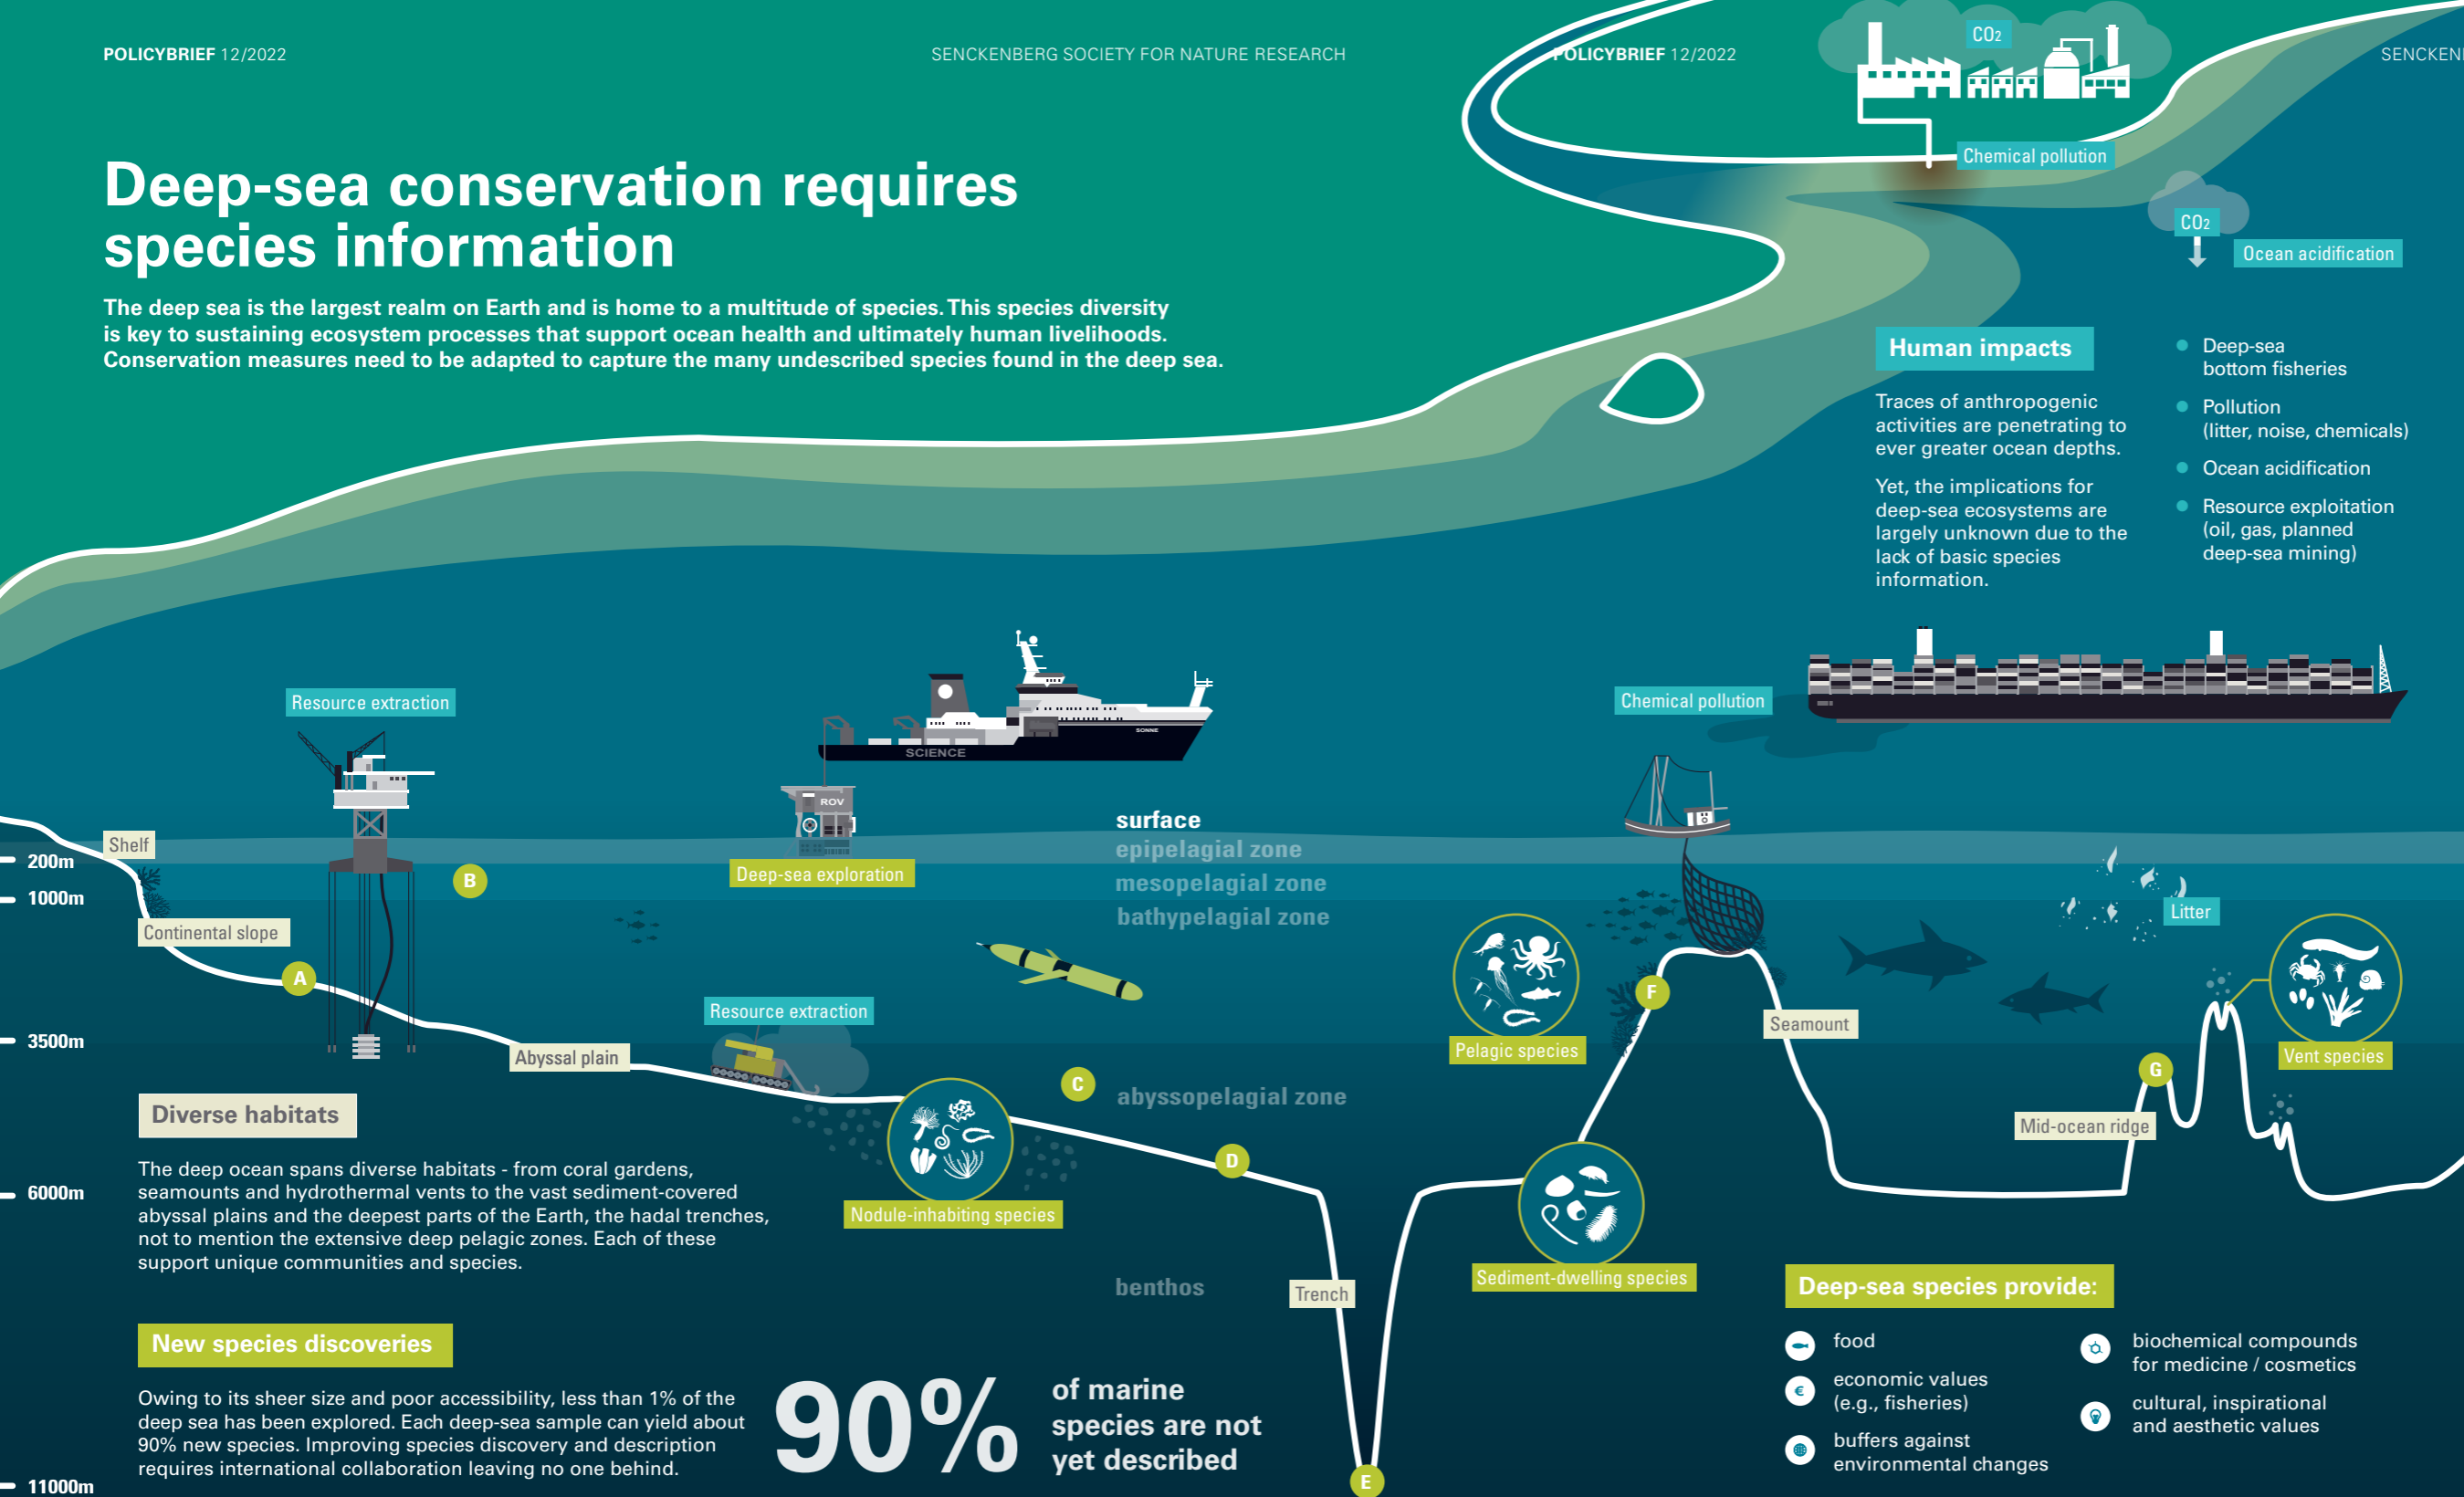 POLICYBRIEF 12/2022
SENCKENBERG SOCIETY FOR NATURE RESEARCH
POLICYBRIEF 12/2022
CO2
Chemical pollution
CO2
Ocean acidification
Deep-sea conservation requires
species information
The deep sea is the largest realm on Earth and is home to a multitude of species. This species diversity
is key to sustaining ecosystem processes that support ocean health and ultimately human livelihoods.
Conservation measures need to be adapted to capture the many undescribed species found in the deep sea.
Human impacts
Traces of anthropogenic
activities are penetrating to
ever greater ocean depths.
Yet, the implications for
deep-sea ecosystems are
largely unknown due to the
lack of basic species
information.
Deep-sea
bottom fisheries
Pollution
(litter, noise, chemicals)
Ocean acidification
Resource exploitation
(oil, gas, planned
deep-sea mining)
Resource extraction
SCIENCE
SONNE
ROV
Deep-sea exploration
Chemical pollution
surface
epipelagial zone
mesopelagial zone
bathypelagial zone
Shelf
200m
1000m
B
Continental slope
A
3500m
Abyssal plain
Resource extraction
Litter
F
Pelagic species
Seamount
Vent species
G
Mid-ocean ridge
C
abyssopelagial zone
D
Diverse habitats
The deep ocean spans diverse habitats - from coral gardens,
seamounts and hydrothermal vents to the vast sediment-covered
abyssal plains and the deepest parts of the Earth, the hadal trenches,
not to mention the extensive deep pelagic zones. Each of these
support unique communities and species.
6000m
Nodule-inhabiting species
Sediment-dwelling species
benthos
Trench
New species discoveries
Owing to its sheer size and poor accessibility, less than 1% of the
deep sea has been explored. Each deep-sea sample can yield about
90% new species. Improving species discovery and description
requires international collaboration leaving no one behind.
11000m
90%
of marine
species are not
yet described
E
Deep-sea species provide:
food
€
economic values
(e.g., fisheries)
buffers against
environmental changes
biochemical compounds
for medicine / cosmetics
cultural, inspirational
and aesthetic values